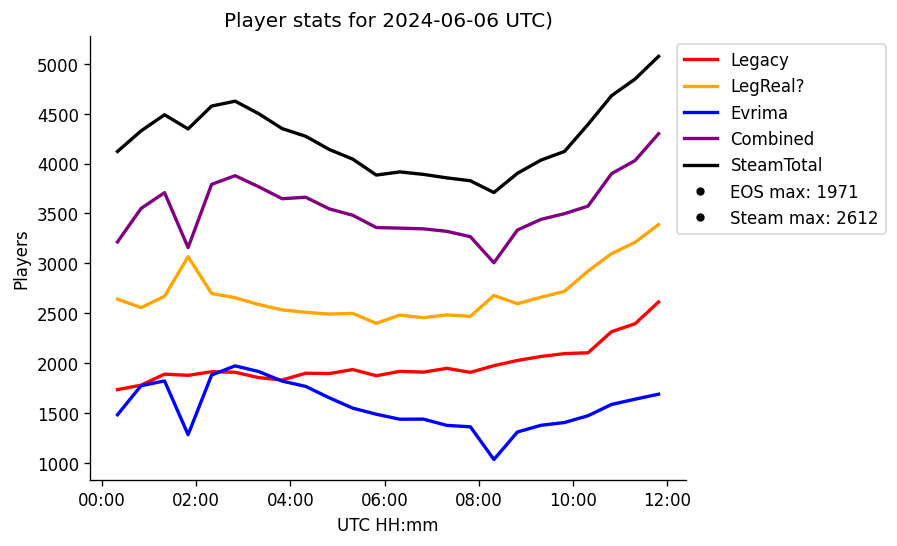 Player stats for 2024-06-06 UTC)
Players
5000
4500
4000
3500
3000
2500
2000
1500
1000
00:00 02:00 04:00 06:00 08:00 10:00 12:00
UTC HH:mm
Legacy
LegReal?
Evrima
Combined
SteamTotal
EOS max: 1971
Steam max: 2612